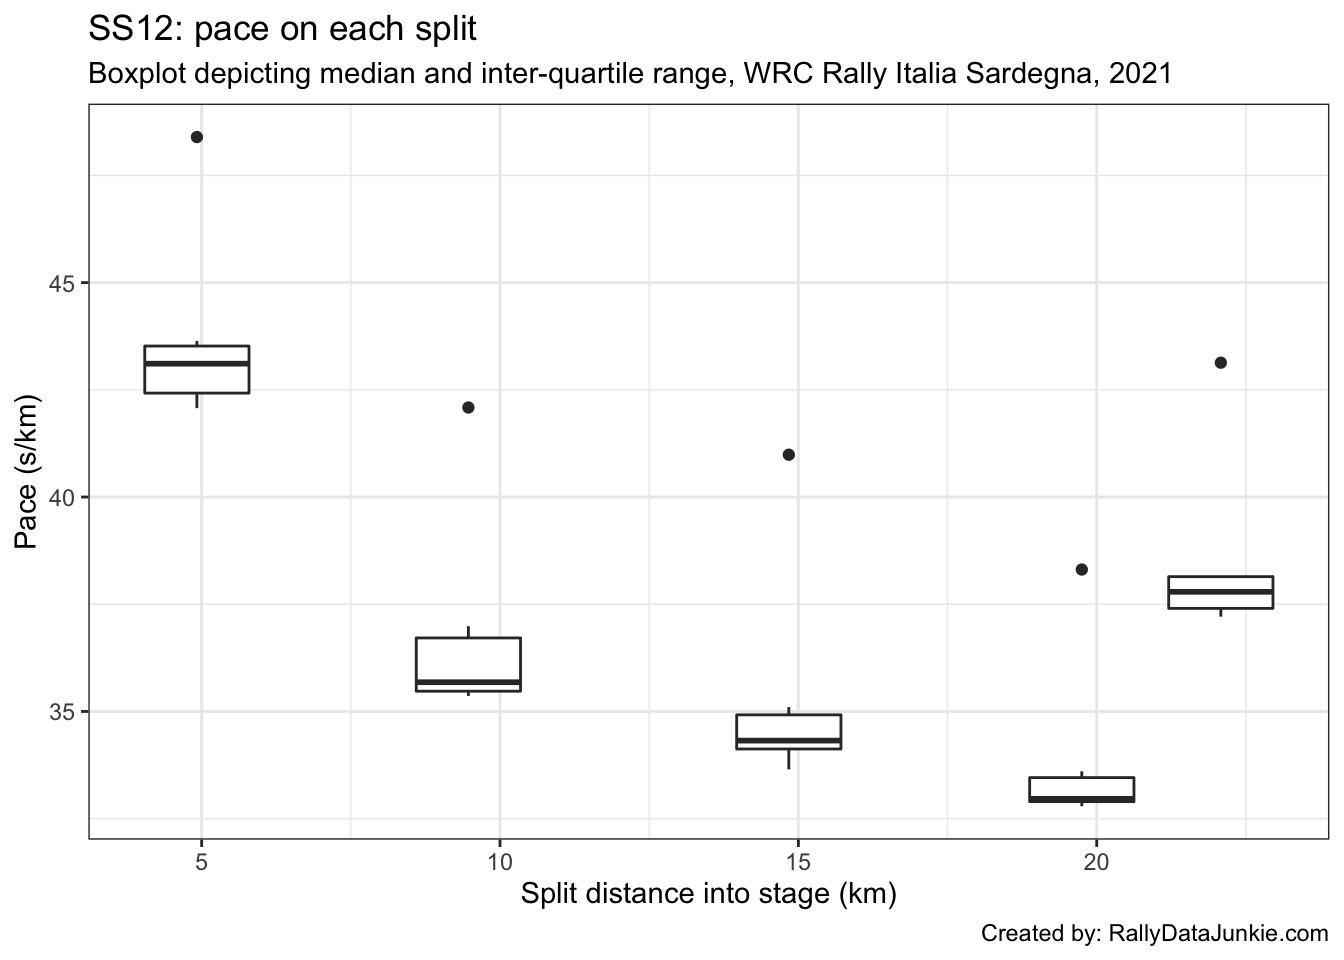 SS12: pace on each split
Boxplot depicting median and inter-quartile range, WRC Rally Italia Sardegna, 2021
Pace (s/km)
45
40
35
5 10 15 20
Split distance into stage (km)
Created by: RallyDataJunkie.com